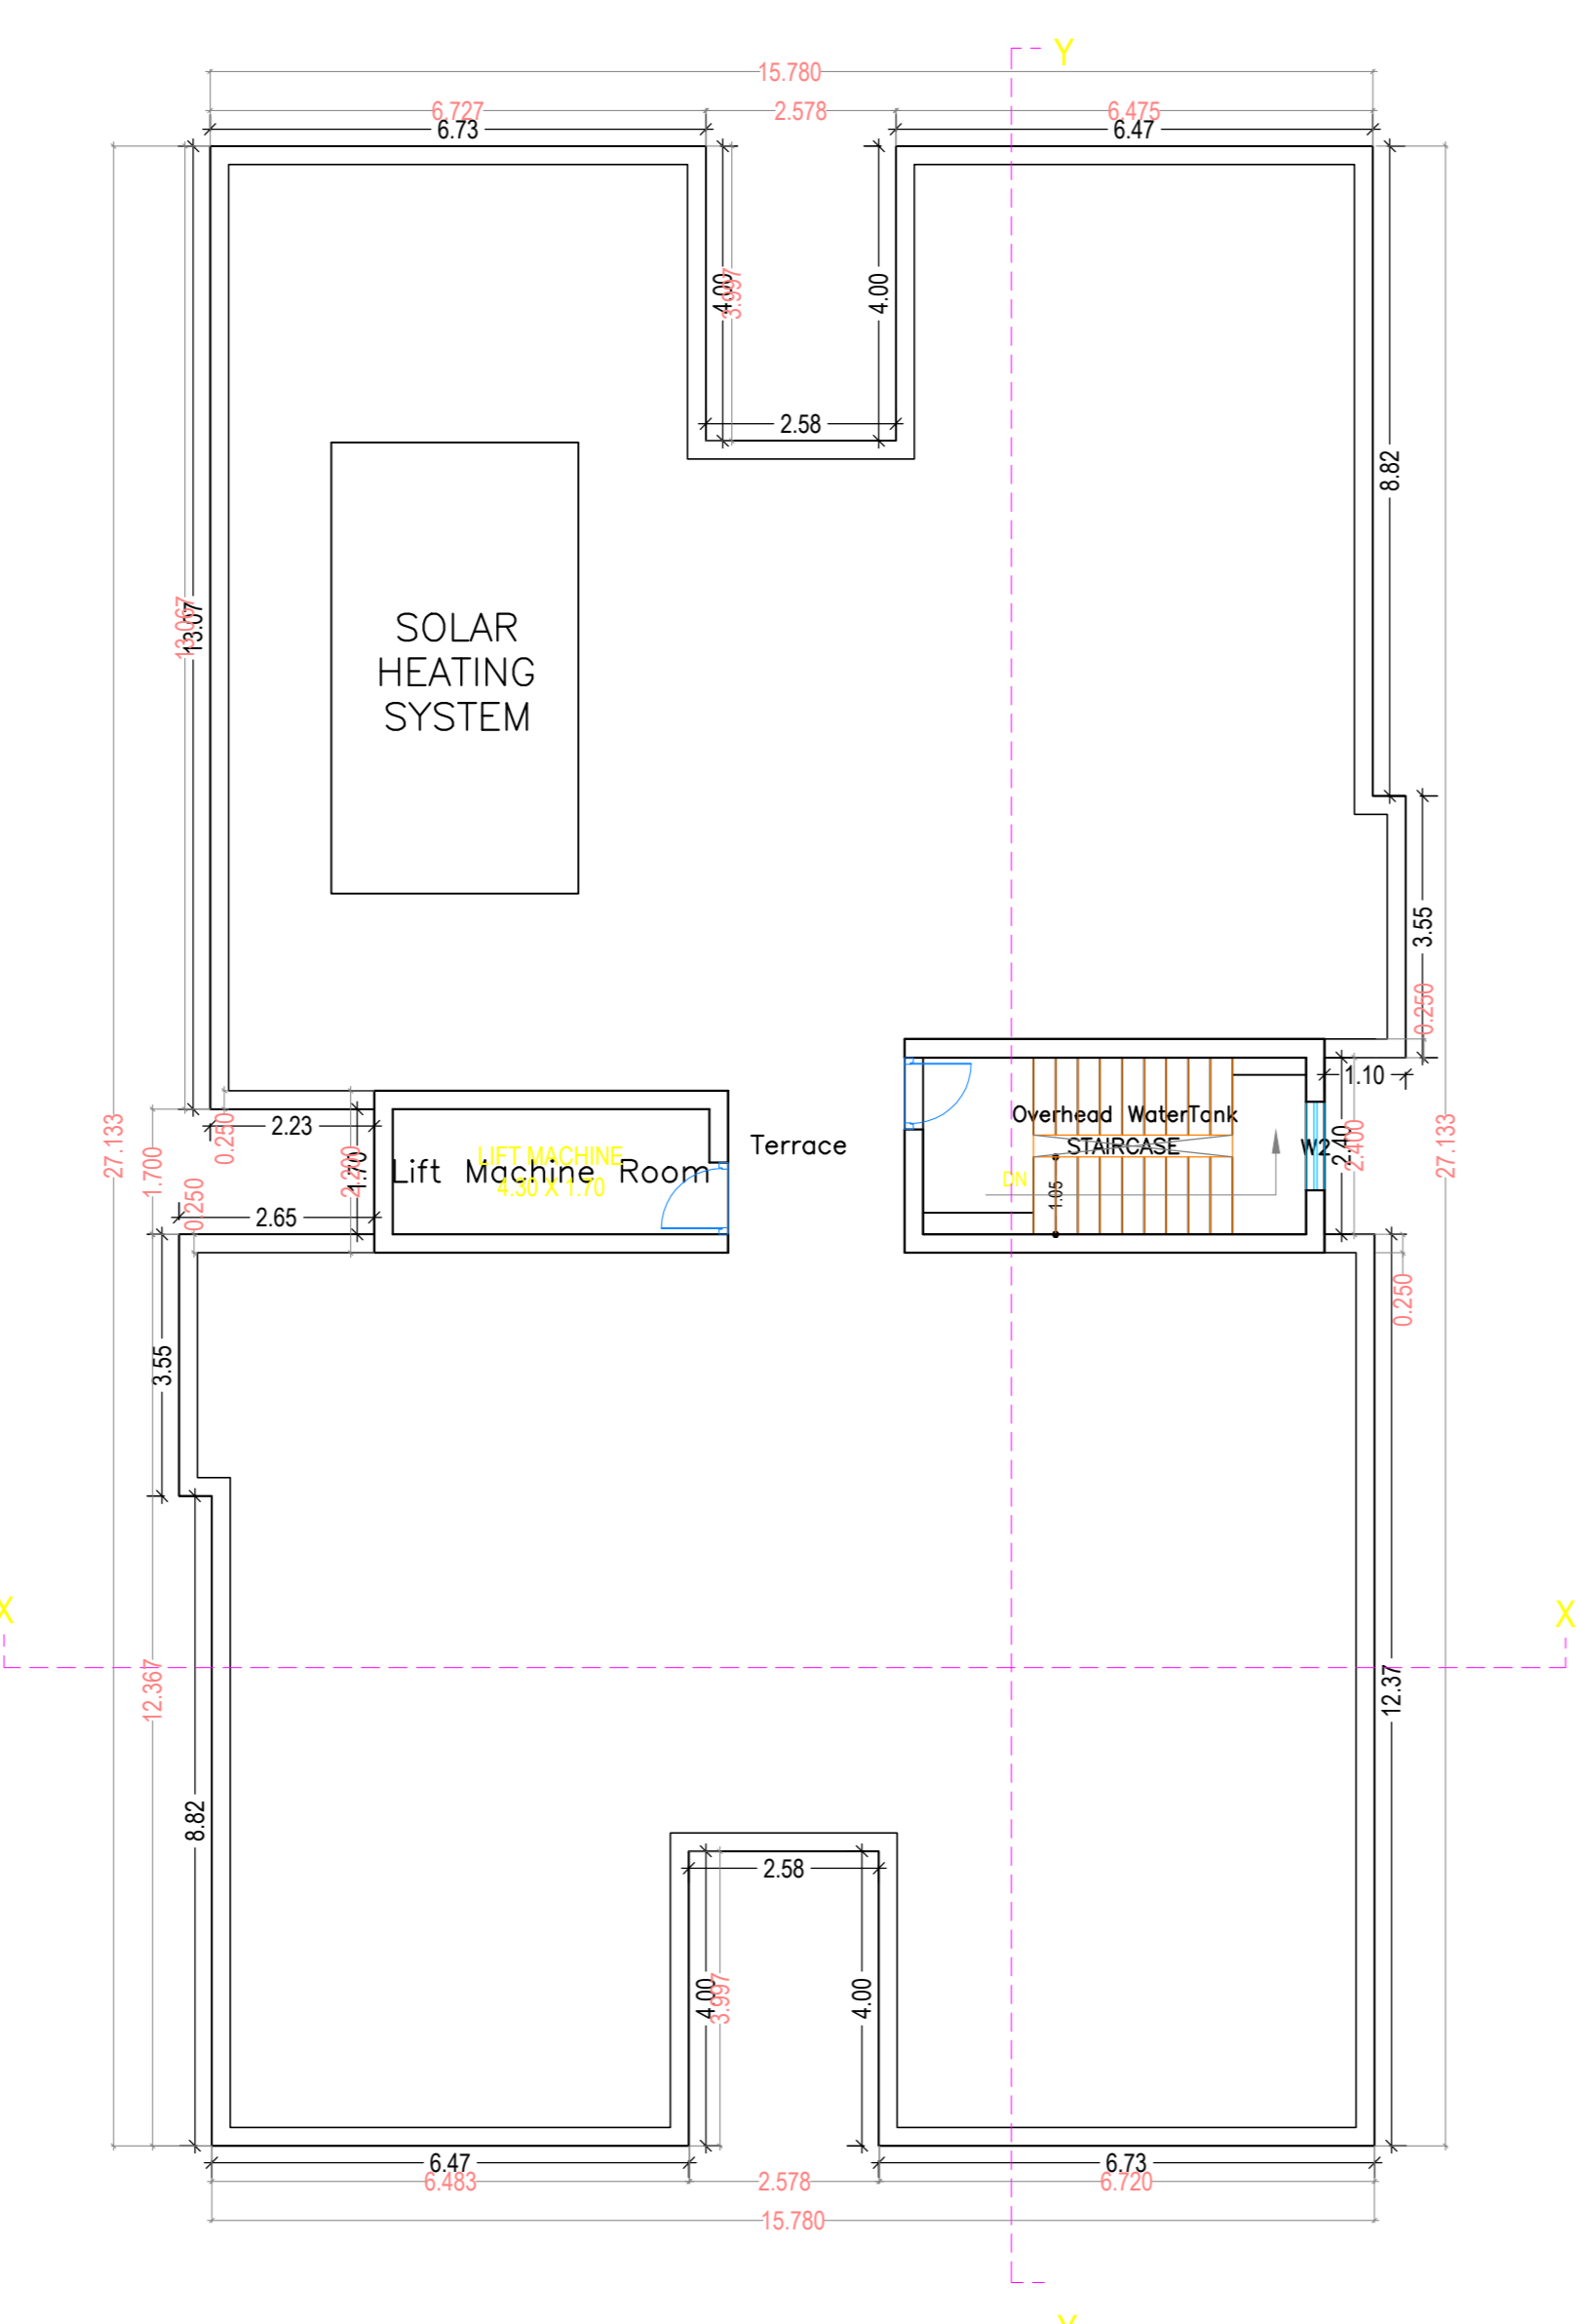 Y
15.780
6.727
2.578
6.475
6.73
6.47
4.00
3.997
4.00
2.58
8.82
13.067
13.07
SOLAR
HEATING
SYSTEM
3.55
0.250
1.10
27.133
1.700
0.250
2.23
2.200
1.70
LIFT MACHINE
4.30 X 1.70
Lift Machine Room
Terrace
Overhead WaterTank
STAIRCASE
DN
1.05
W2
2.40
2.400
27.133
0.250
2.65
0.250
3.55
X
X
12.367
12.37
8.82
2.58
4.00
3.997
4.00
6.47
6.73
6.483
2.578
6.720
15.780
Y